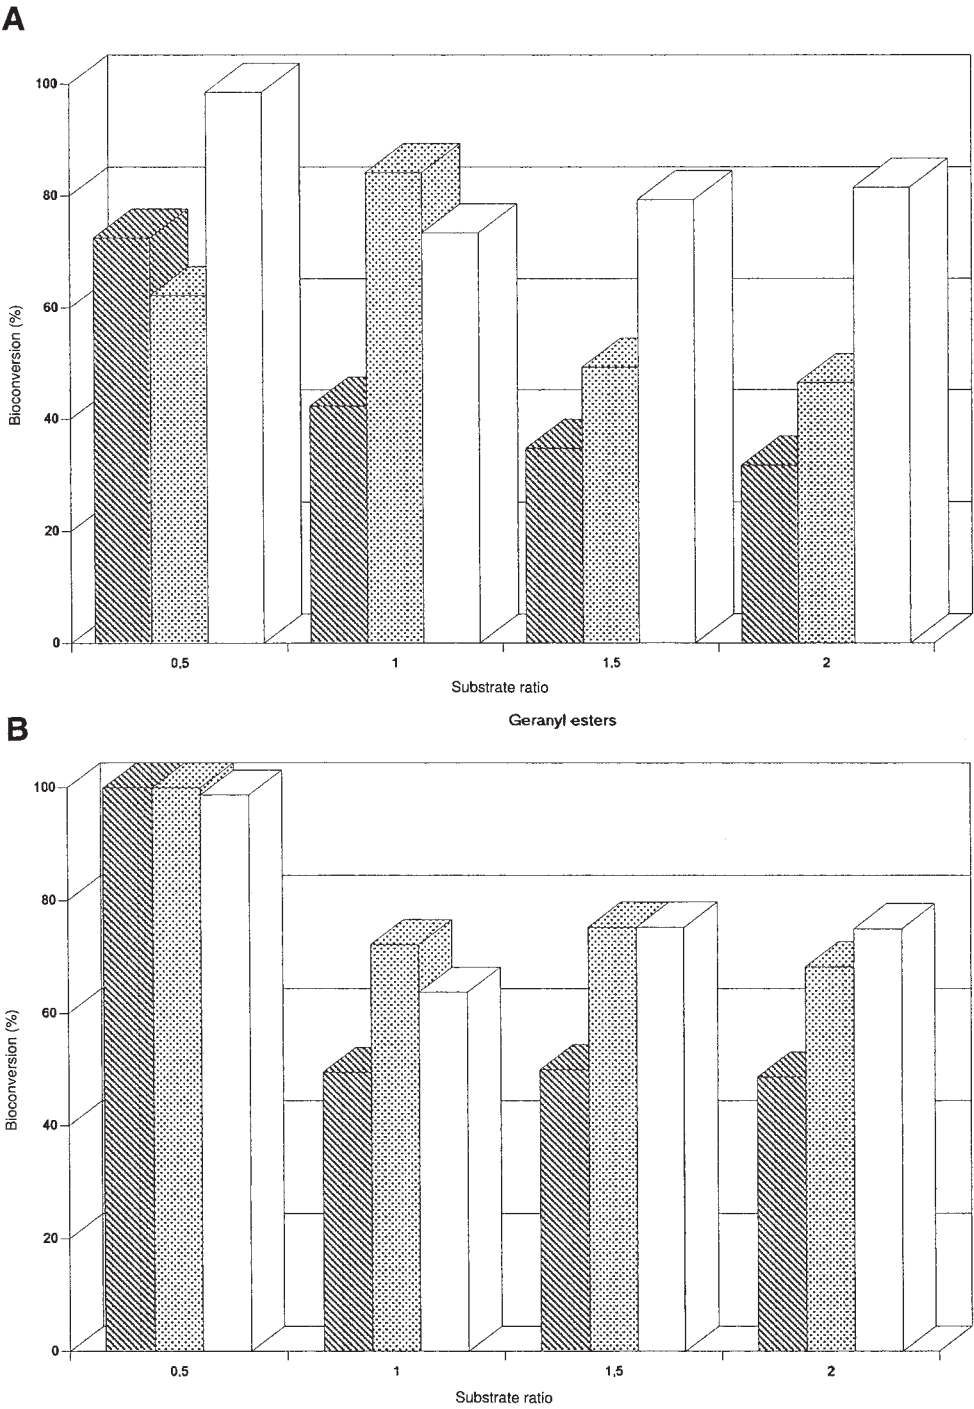 A
100
80
60
40
20
0
Bioconversion (%)
0,5 1 1,5 2
Substrate ratio
Geranyl esters
B
100
80
60
40
20
0
Bioconversion (%)
0,5 1 1,5 2
Substrate ratio